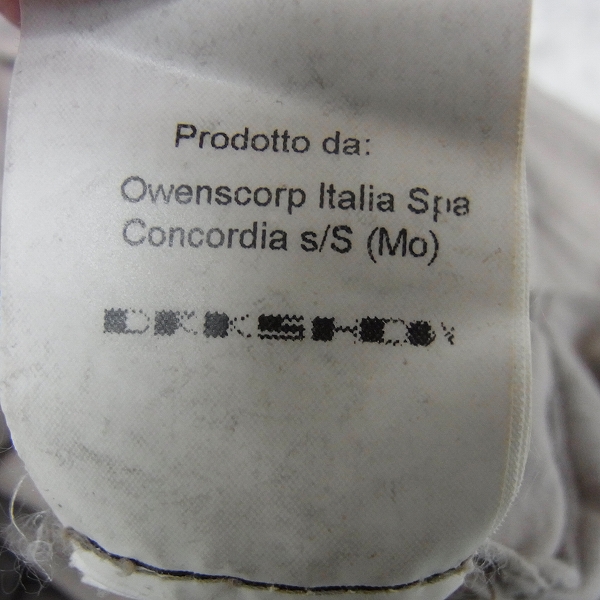 Prodotto da:
Owenscorp Italia Spa
Concordia s/S (Mo)
DRKSHDW